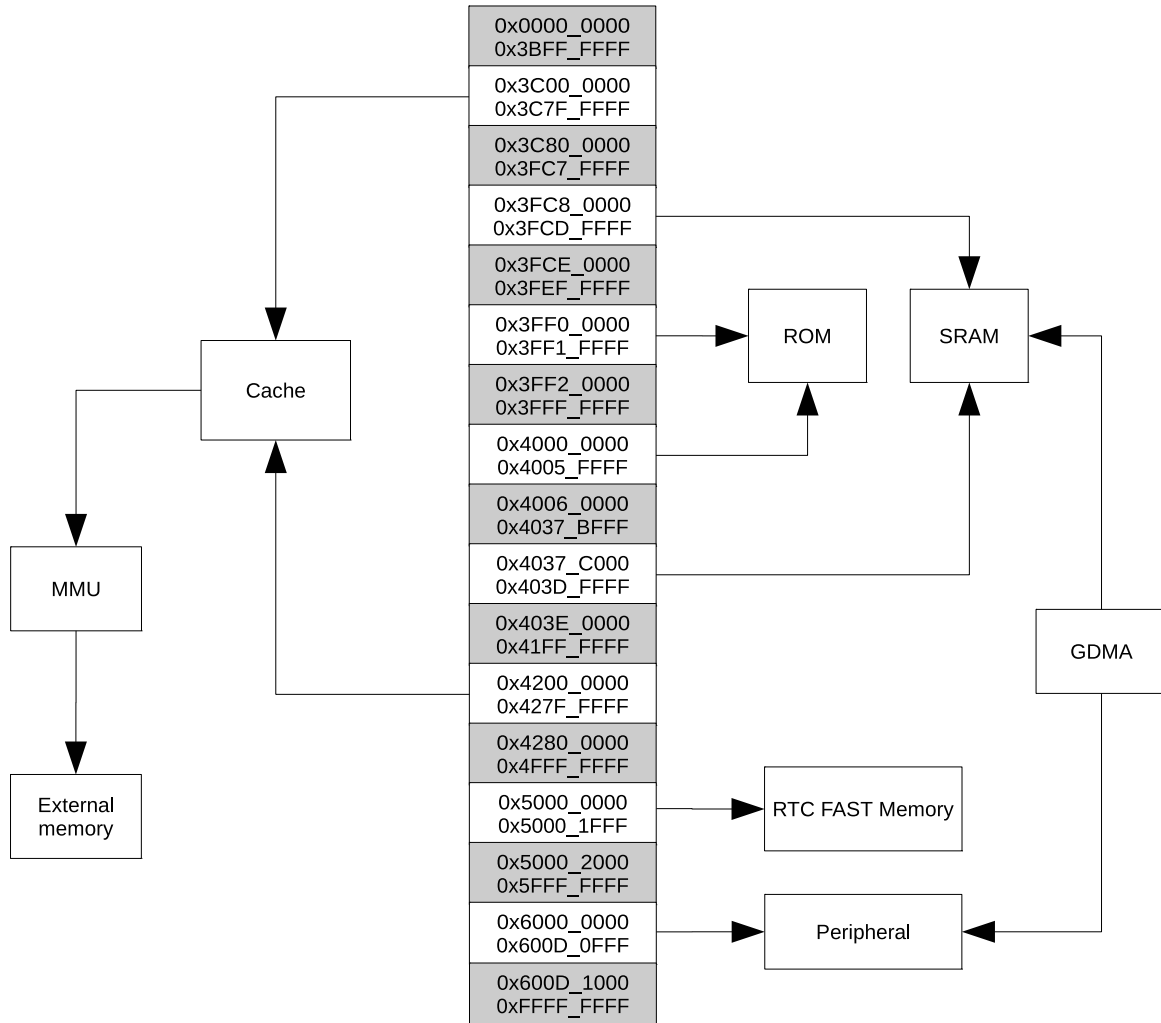 0x0000_0000
0x3BFF_FFFF
0x3C00_0000
0x3C7F_FFFF
0x3C80_0000
0x3FC7_FFFF
0x3FC8_0000
0x3FCD_FFFF
0x3FCE_0000
0x3FEF_FFFF
0x3FF0_0000
0x3FF1_FFFF
0x3FF2_0000
0x3FFF_FFFF
0x4000_0000
0x4005_FFFF
0x4006_0000
0x4037_BFFF
0x4037_C000
0x403D_FFFF
0x403E_0000
0x41FF_FFFF
0x4200_0000
0x427F_FFFF
0x4280_0000
0x4FFF_FFFF
0x5000_0000
0x5000_1FFF
0x5000_2000
0x5FFF_FFFF
0x6000_0000
0x600D_0FFF
0x600D_1000
0xFFFF_FFFF
Cache
MMU
External
memory
ROM
SRAM
GDMA
RTC FAST Memory
Peripheral